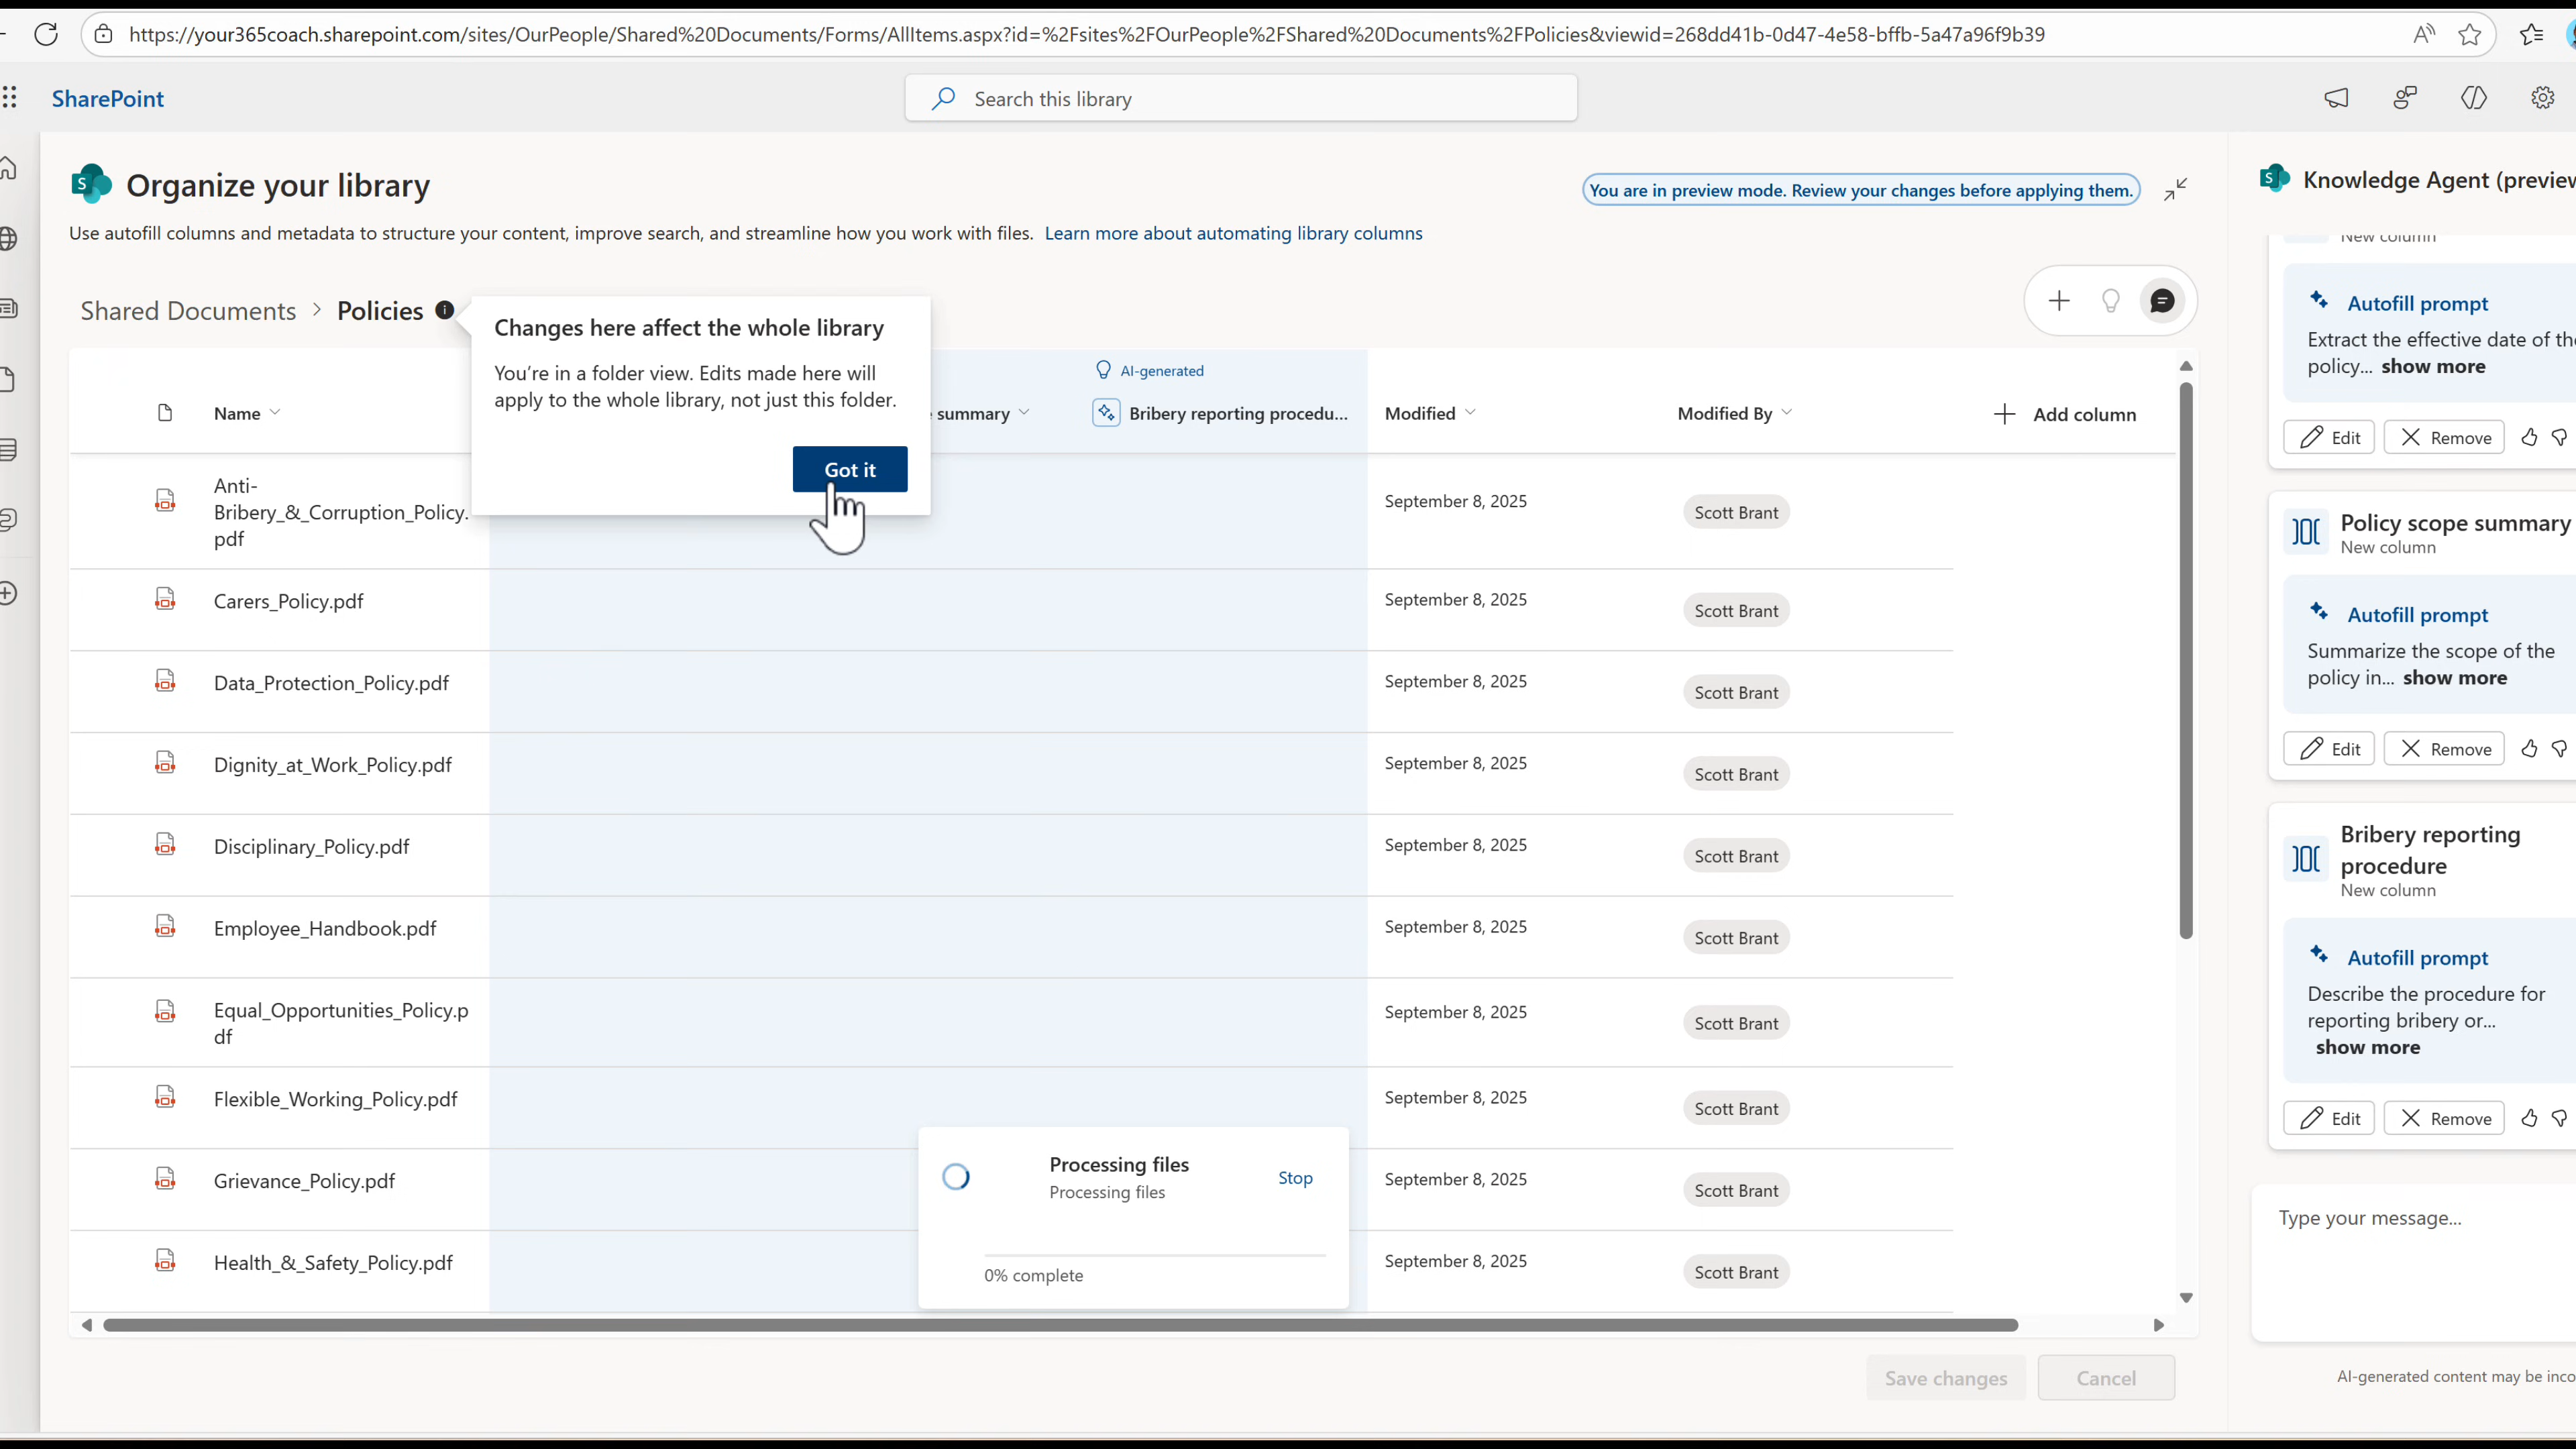 https://your365coach.sharepoint.com/sites/OurPeople/Shared%20Documents/Forms/AllItems.aspx?id=%2Fsites%2FOurPeople%2FShared%20Documents%2FPolicies&viewid=268dd41b-0d47-4e58-bffb-5a47a96f9b39
SharePoint
Search this library
Organize your library
You are in preview mode. Review your changes before applying them.
Use autofill columns and metadata to structure your content, improve search, and streamline how you work with files. Learn more about automating library columns
Shared Documents > Policies
Changes here affect the whole library
You're in a folder view. Edits made here will
apply to the whole library, not just this folder.
Got it
AI-generated
Name
summary
Bribery reporting procedu...
Modified
Modified By
Add column
Anti-
Bribery_&_Corruption_Policy.
pdf
September 8, 2025
Scott Brant
Carers_Policy.pdf
September 8, 2025
Scott Brant
Data_Protection_Policy.pdf
September 8, 2025
Scott Brant
Dignity_at_Work_Policy.pdf
September 8, 2025
Scott Brant
Disciplinary_Policy.pdf
September 8, 2025
Scott Brant
Employee_Handbook.pdf
September 8, 2025
Scott Brant
Equal_Opportunities_Policy.p
df
September 8, 2025
Scott Brant
Flexible_Working_Policy.pdf
September 8, 2025
Scott Brant
Grievance_Policy.pdf
September 8, 2025
Scott Brant
Health_&_Safety_Policy.pdf
September 8, 2025
Scott Brant
Processing files
Processing files
Stop
0% complete
Save changes
Cancel
Knowledge Agent (preview
New column
Autofill prompt
Extract the effective date of the
policy... show more
Edit
Remove
Policy scope summary
New column
Autofill prompt
Summarize the scope of the
policy in... show more
Edit
Remove
Bribery reporting
procedure
New column
Autofill prompt
Describe the procedure for
reporting bribery or...
show more
Edit
Remove
Type your message...
AI-generated content may be inco